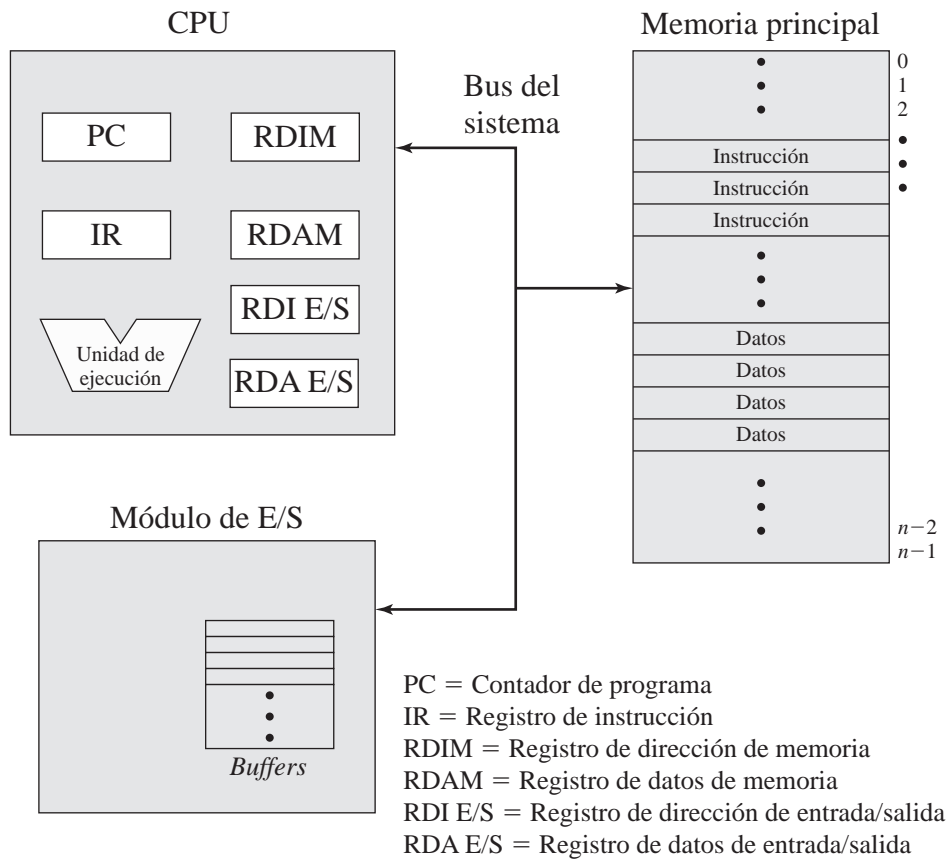 CPU
PC
RDIM
IR
RDAM
RDI E/S
RDA E/S
Unidad de
ejecución
Bus del
sistema
Memoria principal
0
1
2
Instrucción
Instrucción
Instrucción
Datos
Datos
Datos
Datos
n−2
n−1
Módulo de E/S
Buffers
PC = Contador de programa
IR = Registro de instrucción
RDIM = Registro de dirección de memoria
RDAM = Registro de datos de memoria
RDI E/S = Registro de dirección de entrada/salida
RDA E/S = Registro de datos de entrada/salida